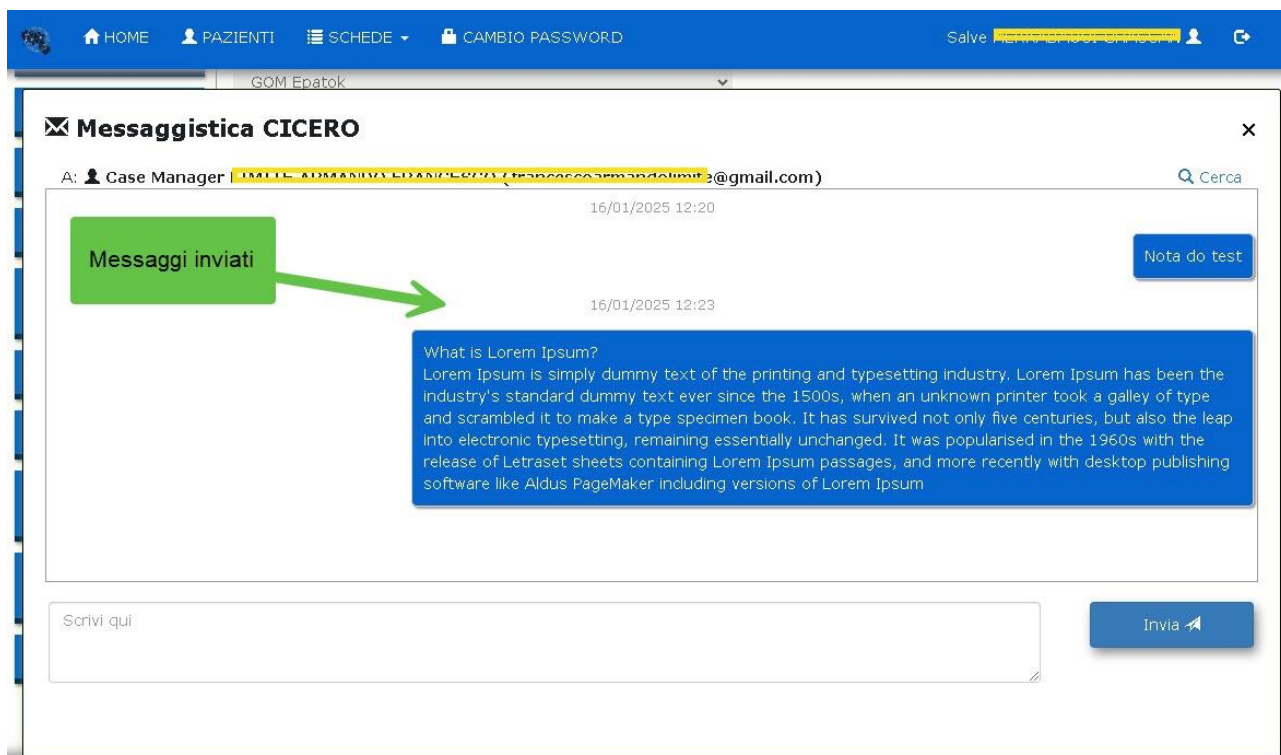 HOME PAZIENTI SCHEDE CAMBIO PASSWORD Salve
GOM Epatok
Messaggistica CICERO
A: Case Manager @gmail.com) Cerca
16/01/2025 12:20
Messaggi inviati
Nota do test
16/01/2025 12:23
What is Lorem Ipsum?
Lorem Ipsum is simply dummy text of the printing and typesetting industry. Lorem Ipsum has been the
industry's standard dummy text ever since the 1500s, when an unknown printer took a galley of type
and scrambled it to make a type specimen book. It has survived not only five centuries, but also the leap
into electronic typesetting, remaining essentially unchanged. It was popularised in the 1960s with the
release of Letraset sheets containing Lorem Ipsum passages, and more recently with desktop publishing
software like Aldus PageMaker including versions of Lorem Ipsum
Scrivi qui
Invia